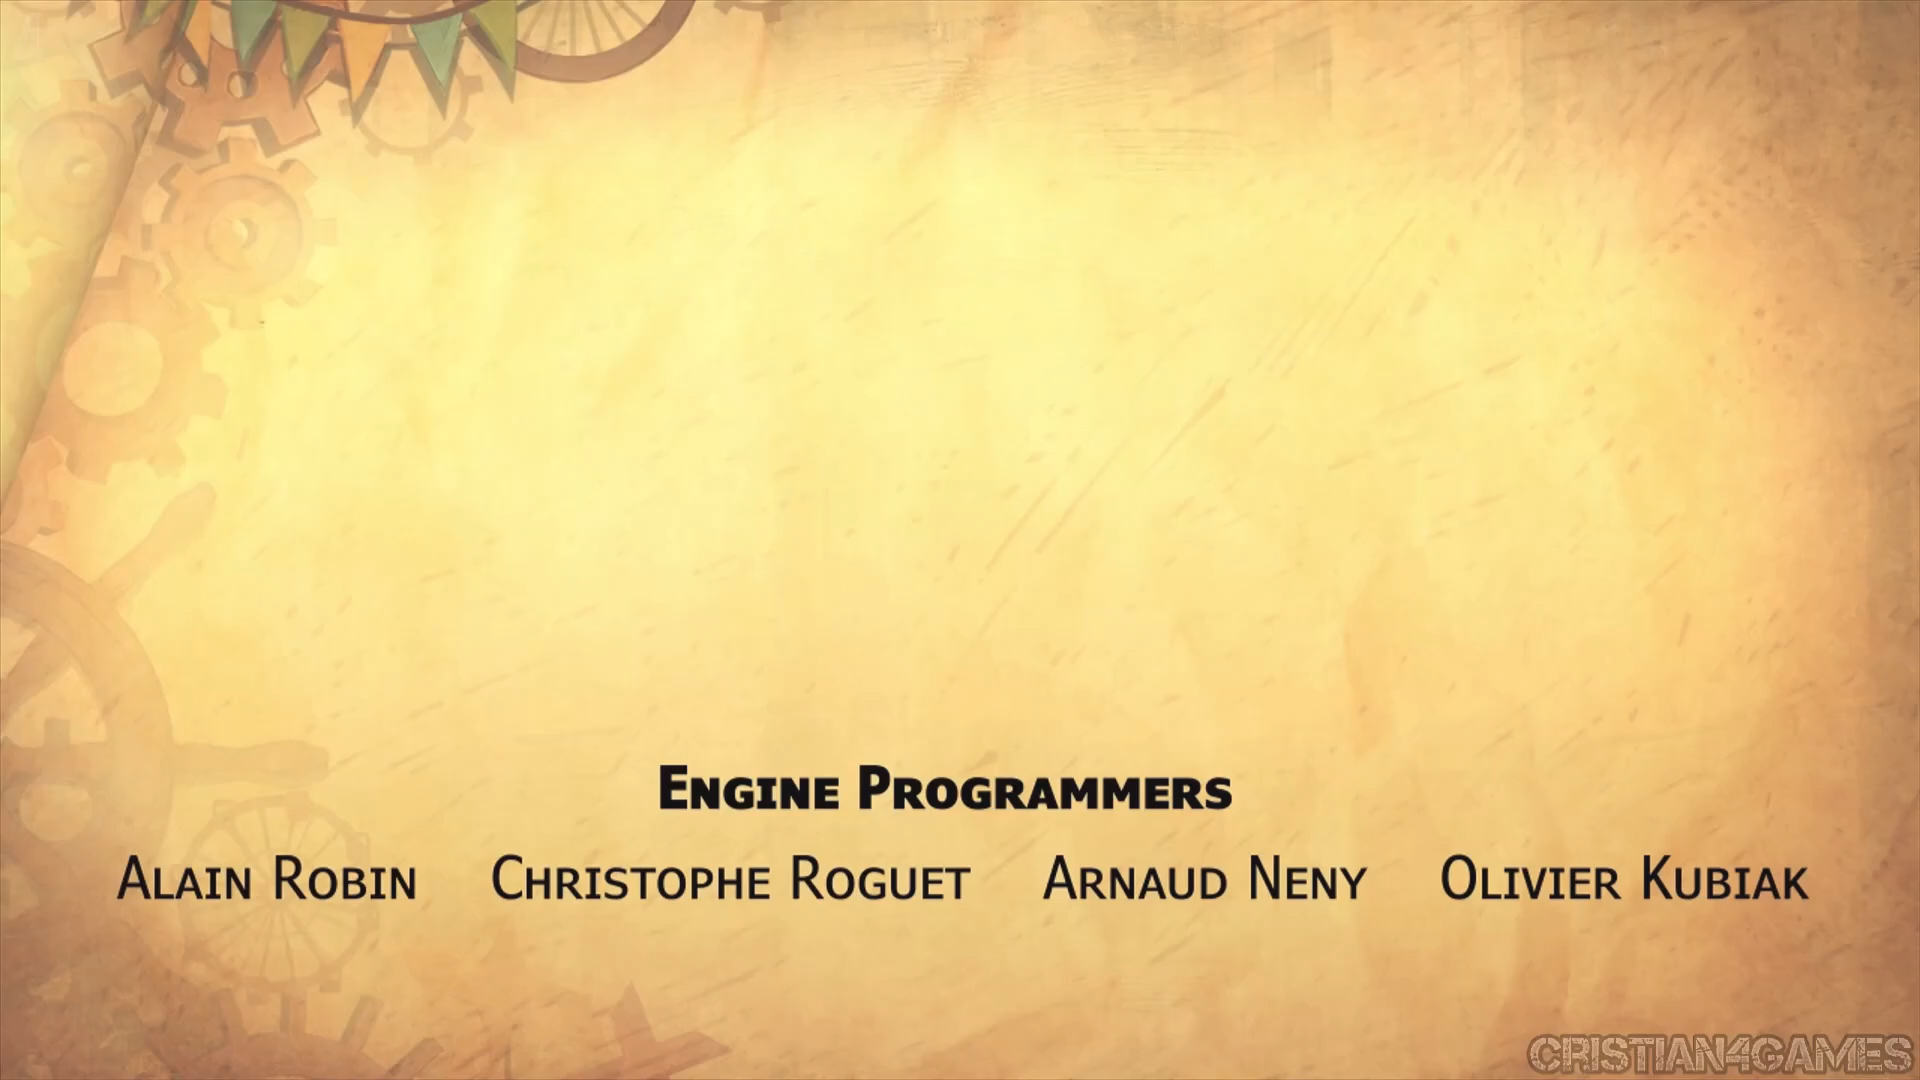 Engine Programmers
Alain Robin Christophe Roguet Arnaud Neny Olivier Kubiak
CRISTIAN4GAMES